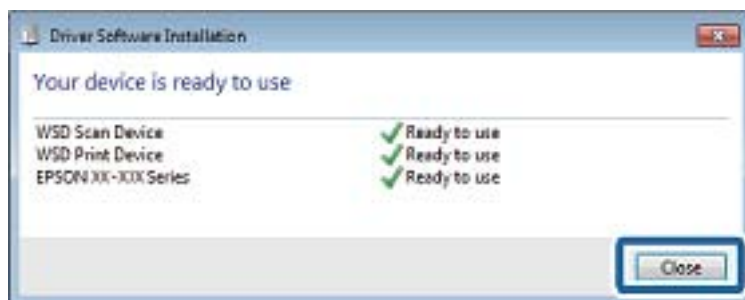 Driver Software Installation
Your device is ready to use
WSD Scan Device Ready to use
WSD Print Device Ready to use
EPSON XX-XXX Series Ready to use
Close